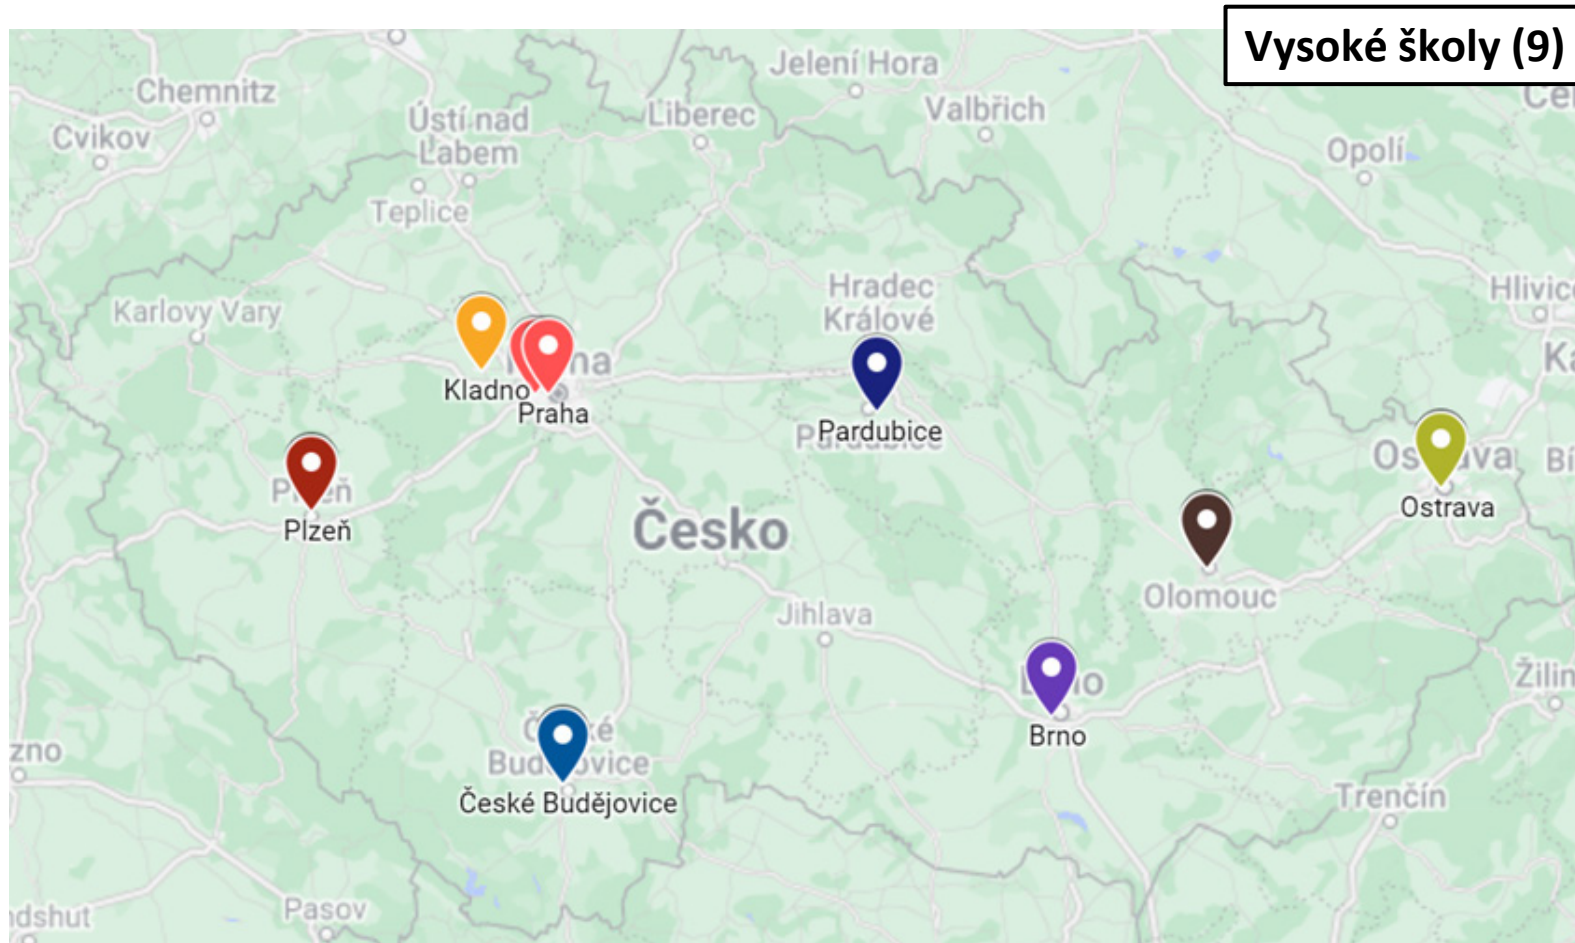 Vysoké školy (9)
Jelení Hora
Chemnitz
Valbřich
Liberec
Ústí nad
Labem
Cvikov
Opolí
Teplice
Karlovy Vary
Hradec
Králové
Kladno
Praha
Pardubice
Plzeň
Česko
Ostrava
Olomouc
Jihlava
Brno
České Budějovice
Trenčín
Pasov